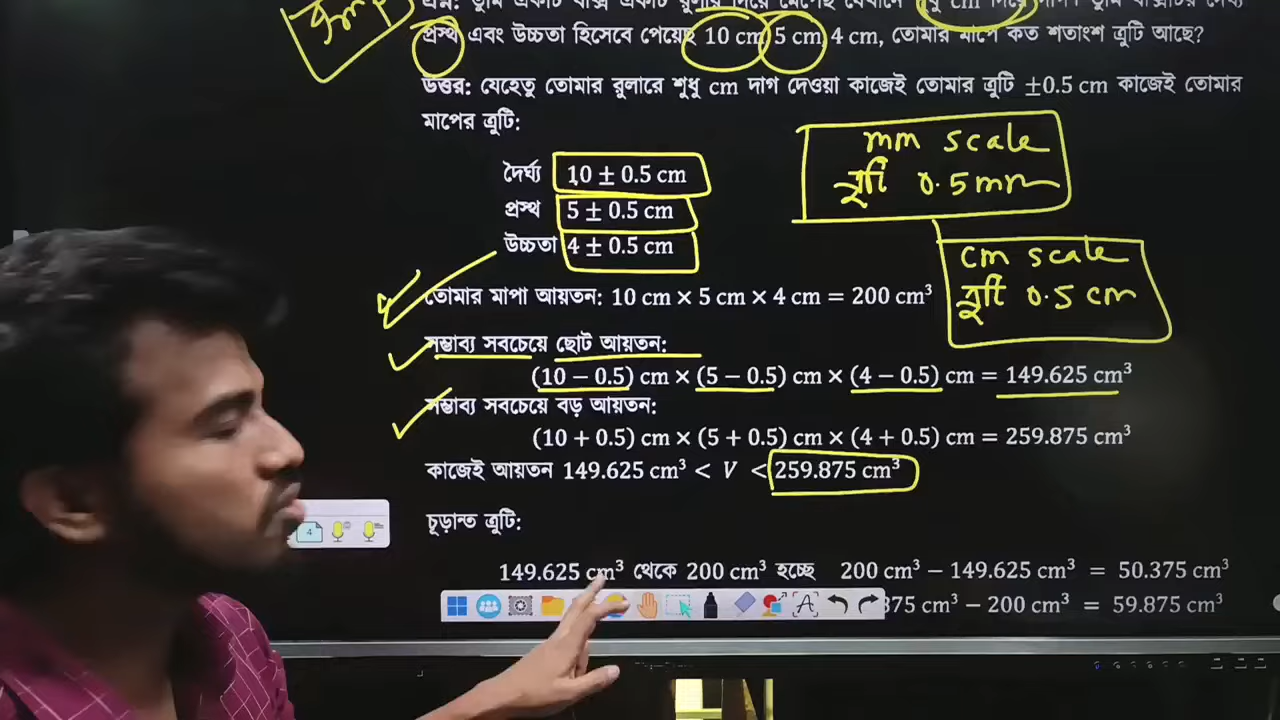 প্রশ্ন: তুমি একটি বাক্স একটি রুলার দিয়ে মেপেছ যেখানে শুধু cm দিয়ে দাগ। তুমি বাক্সটির দৈর্ঘ্য
প্রস্থ এবং উচ্চতা হিসেবে পেয়েছ 10 cm 5 cm, 4 cm, তোমার মাপে কত শতাংশ ত্রুটি আছে?
উত্তর: যেহেতু তোমার রুলারে শুধু cm দাগ দেওয়া কাজেই তোমার ত্রুটি ±0.5 cm কাজেই তোমার
মাপের ত্রুটি:
mm scale
ত্রুটি 0.5mm
দৈর্ঘ্য 10 ± 0.5 cm
প্রস্থ 5 ± 0.5 cm
উচ্চতা 4 ± 0.5 cm
cm scale
ত্রুটি 0.5 cm
তোমার মাপা আয়তন: 10 cm × 5 cm × 4 cm = 200 cm³
সম্ভাব্য সবচেয়ে ছোট আয়তন:
(10 − 0.5) cm × (5 − 0.5) cm × (4 − 0.5) cm = 149.625 cm³
সম্ভাব্য সবচেয়ে বড় আয়তন:
(10 + 0.5) cm × (5 + 0.5) cm × (4 + 0.5) cm = 259.875 cm³
কাজেই আয়তন 149.625 cm³ < V < 259.875 cm³
চূড়ান্ত ত্রুটি:
4
149.625 cm³ থেকে 200 cm³ হচ্ছে 200 cm³ − 149.625 cm³ = 50.375 cm³
875 cm³ − 200 cm³ = 59.875 cm³